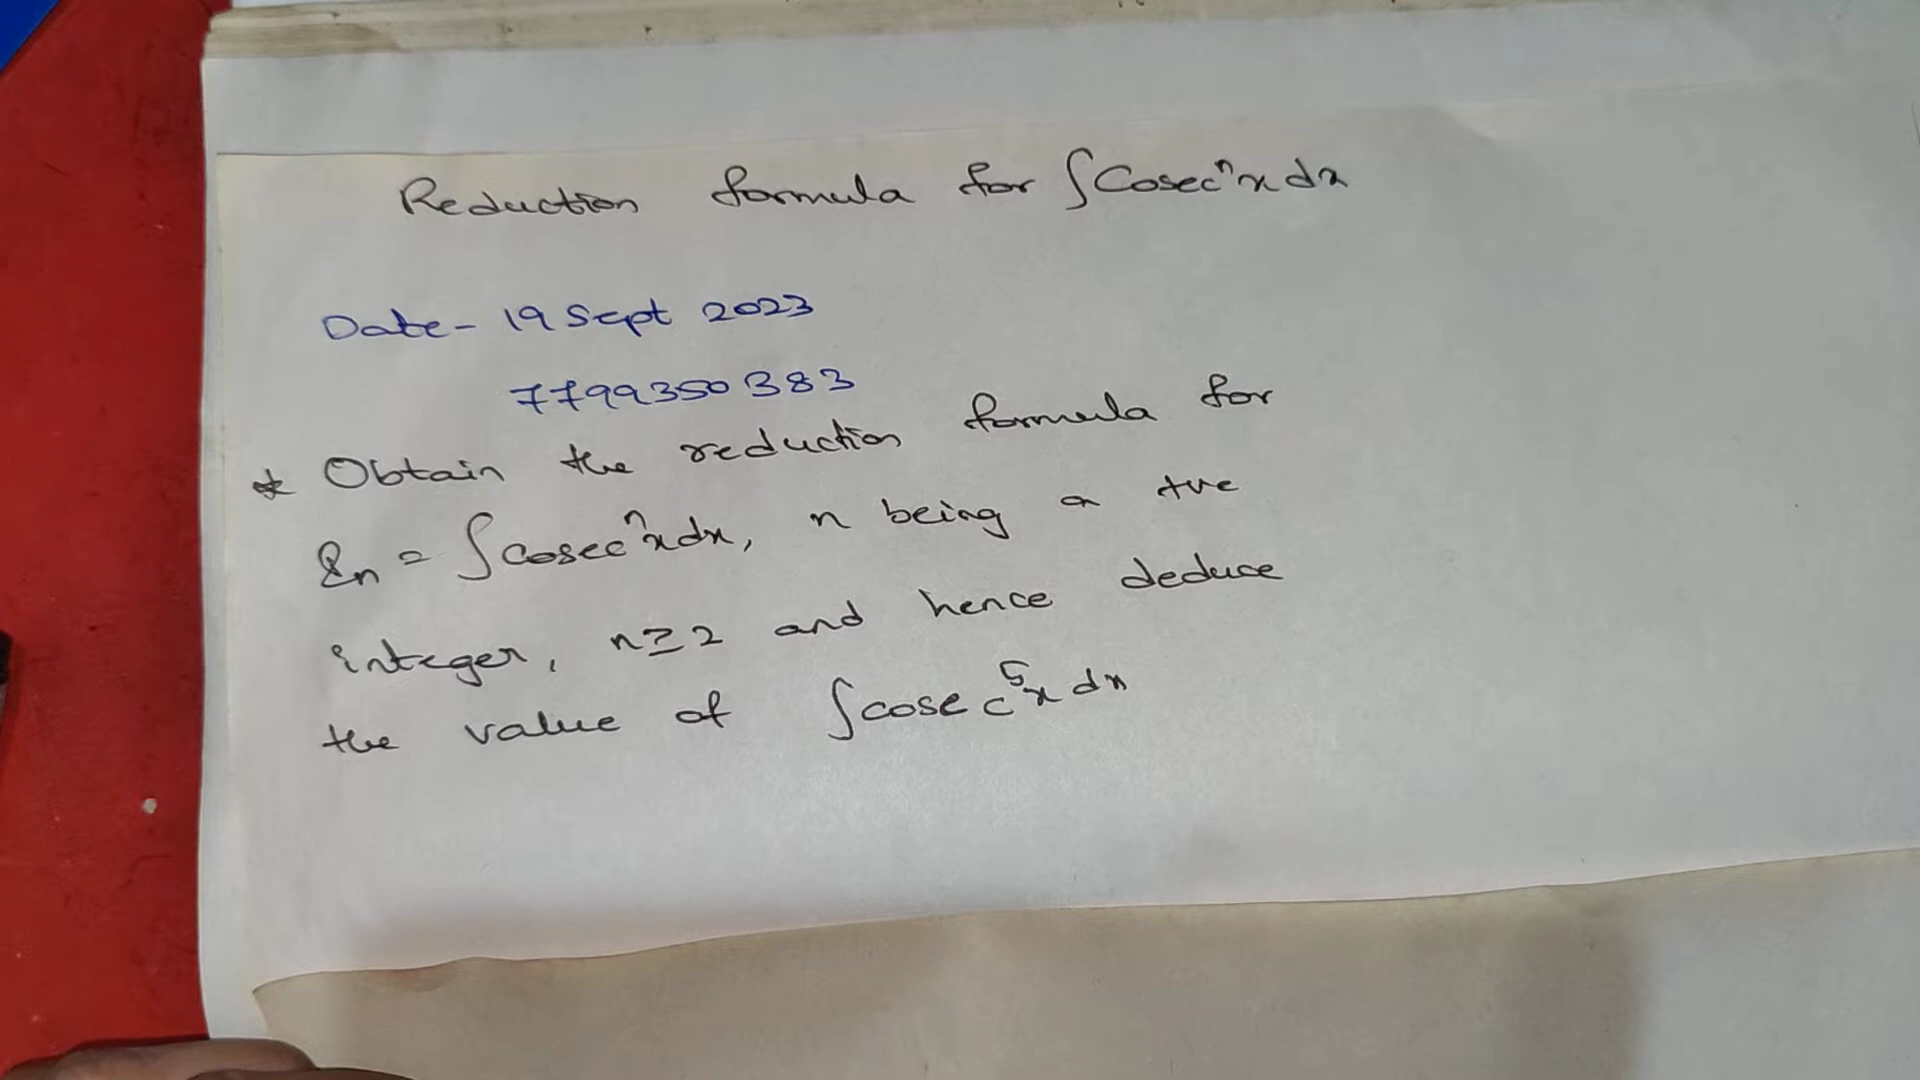 Reduction formula for ∫Cosecⁿx dx
Date - 19 Sept 2023
7799350383
* Obtain the reduction formula for
In = ∫cosecⁿx dx, n being a +ve
integer, n ≥ 2 and hence deduce
the value of ∫cosec⁵x dx